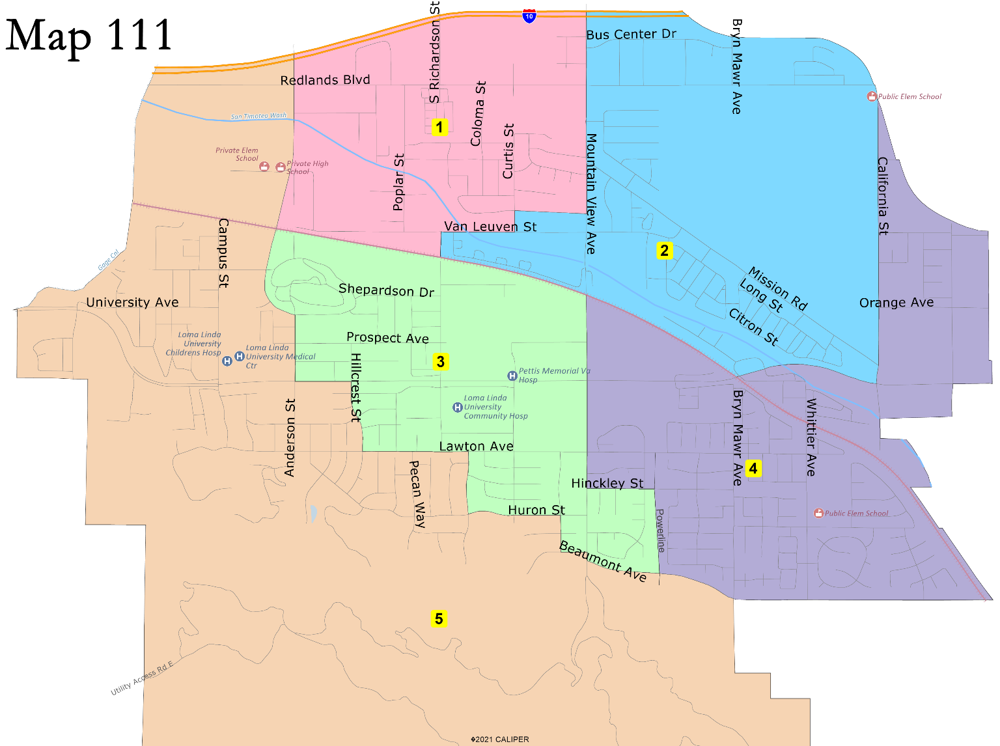 Map 111
10
S Richardson St
Bus Center Dr
Bryn Mawr Ave
Redlands Blvd
Coloma St
Public Elem School
San Timoteo Wash
1
Curtis St
Mountain View Ave
Private Elem
School
Private High
School
Poplar St
California St
Campus St
Van Leuven St
Gage Cnl
2
Mission Rd
Long St
Citron St
Shepardson Dr
University Ave
Orange Ave
Loma Linda
University
Childrens Hosp
Loma Linda
University Medical
Ctr
Prospect Ave
3
Hillcrest St
Pettis Memorial Va
Hosp
Loma Linda
University
Community Hosp
Anderson St
Bryn Mawr Ave
Whittier Ave
Lawton Ave
Pecan Way
4
Hinckley St
Huron St
Powerline
Public Elem School
Beaumont Ave
5
Utility Access Rd E
�2021 CALIPER